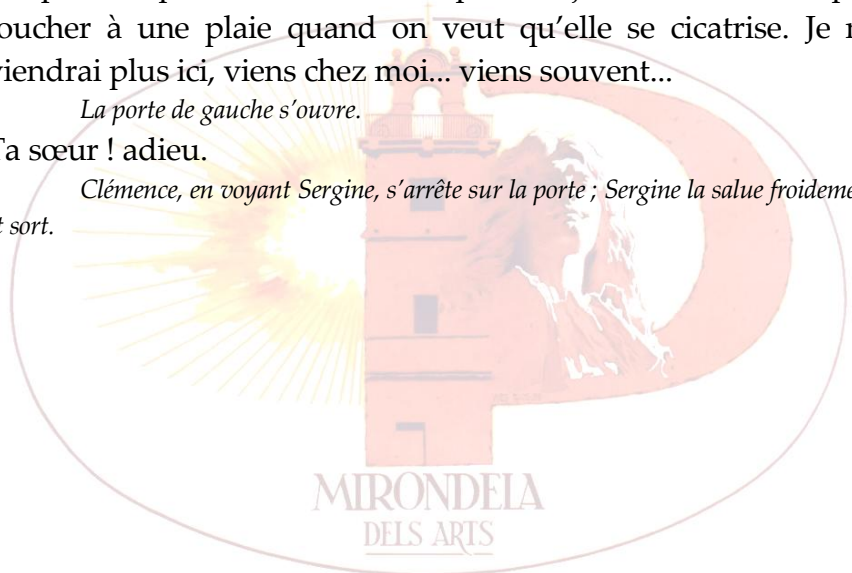 toucher à une plaie quand on veut qu'elle se cicatrise. Je
viendrai plus ici, viens chez moi... viens souvent...
La porte de gauche s'ouvre.
Ta sœur ! adieu.
Clémence, en voyant Sergine, s'arrête sur la porte ; Sergine la salue
sort.
MIRONDELA
DELS ARTS